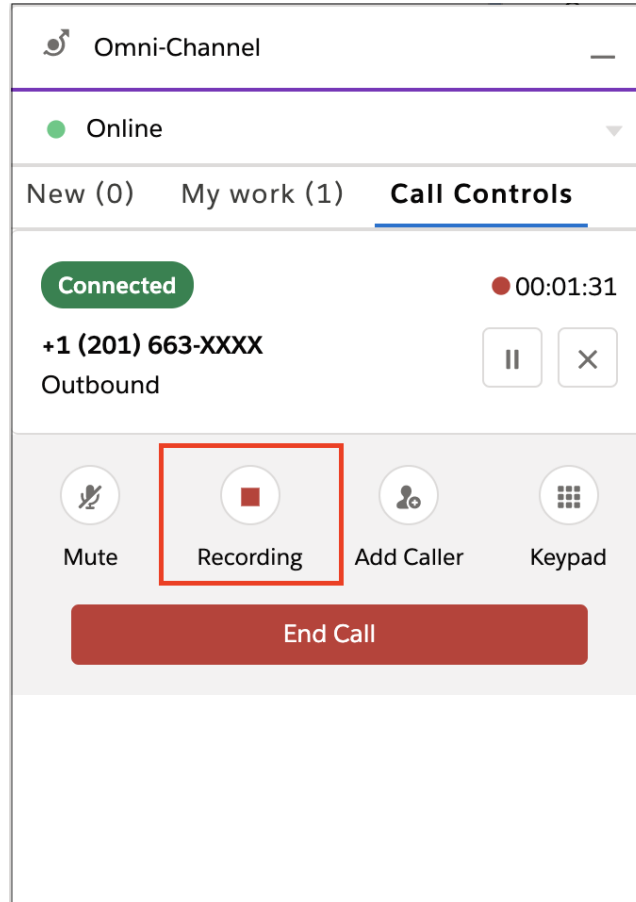 Omni-Channel
Online
New (0) My work (1) Call Controls
Connected 00:01:31
+1 (201) 663-XXXX
Outbound
Mute Recording Add Caller Keypad
End Call